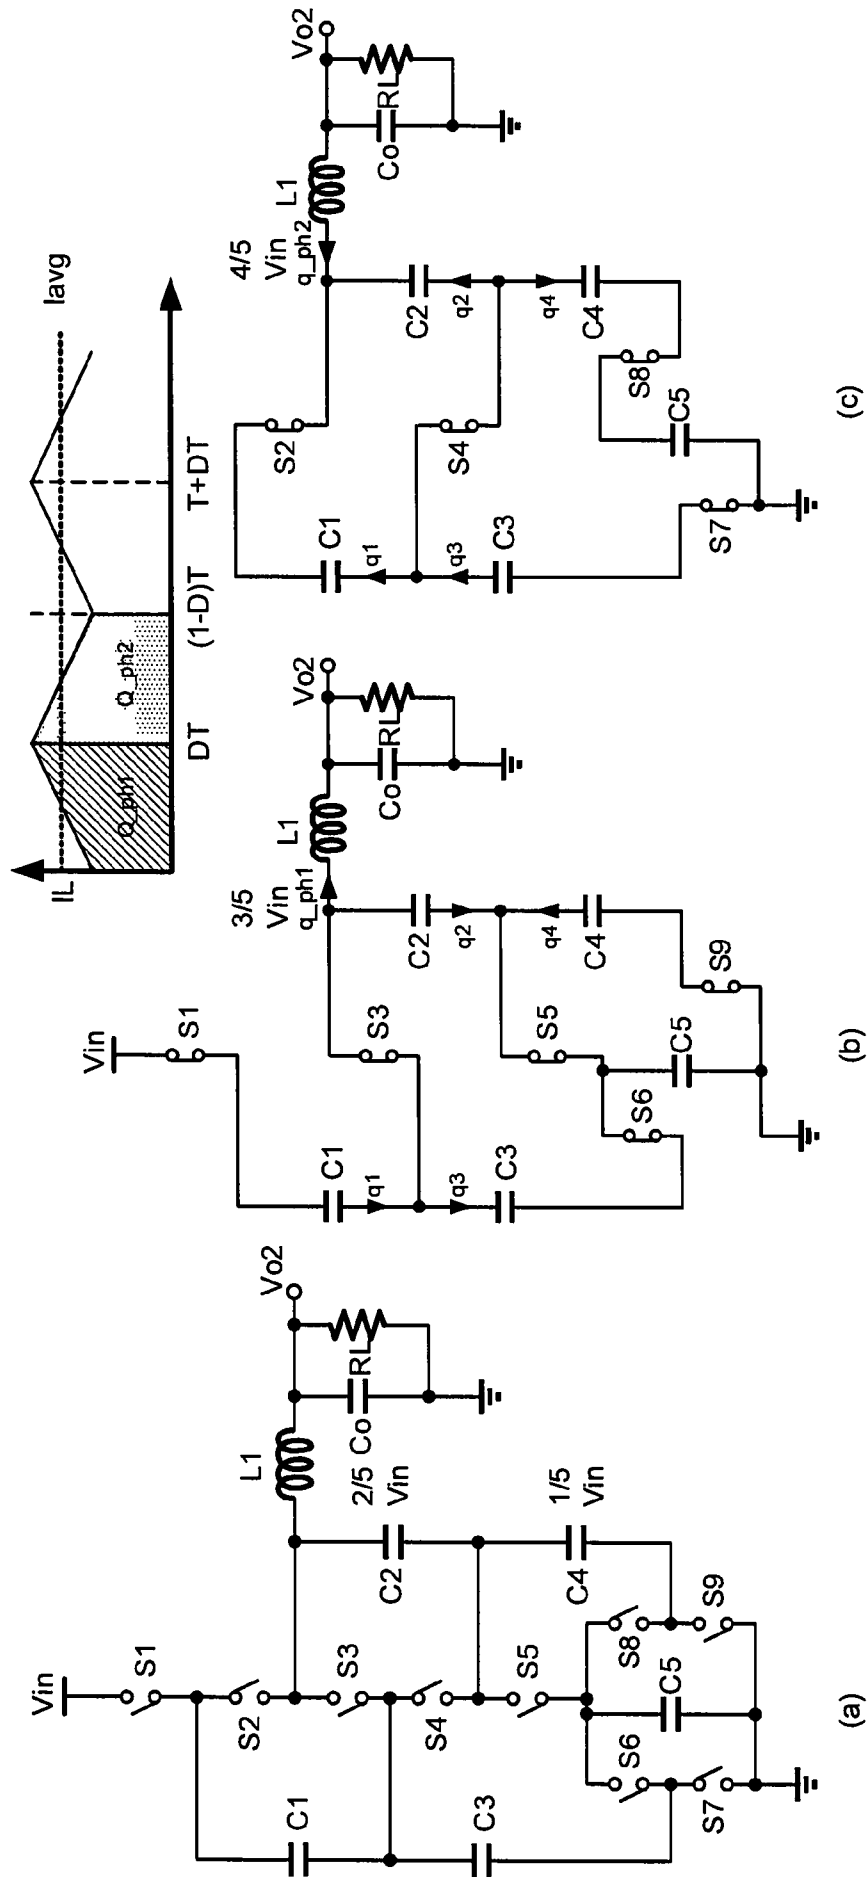 Vin
S1
S2
S3
S4
S5
S6
S7
S8
S9
C1
C3
C2
C4
C5
2/5
Vin
1/5
Vin
L1
Co
RL
Vo2
(a)
Vin
S1
C1
q1
S3
q3
C3
3/5
Vin
q_ph1
C2
q2
S5
q4
C4
S6
C5
S9
L1
Co
RL
Vo2
(b)
IL
Iavg
Q_ph1
Q_ph2
DT
(1-D)T
T+DT
S2
C1
q1
S4
q3
C3
4/5
Vin
q_ph2
C2
q2
q4
C4
S8
C5
S7
L1
Co
RL
Vo2
(c)